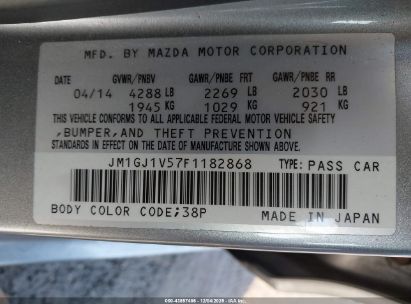 MFD. BY MAZDA MOTOR CORPORATION
DATE GVWR/PNBV GAWR/PNBE FRT GAWR/PNBE RR
04/14 4288 LB 2269 LB 2030 LB
1945 KG 1029 KG 921 KG
THIS VEHICLE CONFORMS TO ALL APPLICABLE FEDERAL MOTOR VEHICLE SAFETY
,BUMPER,AND THEFT PREVENTION
STANDARDS IN EFFECT ON THE DATE OF MANUFACTURE SHOWN ABOVE.
JM1GJ1V57F1182868 TYPE: PASS CAR
BODY COLOR CODE;38P MADE IN JAPAN